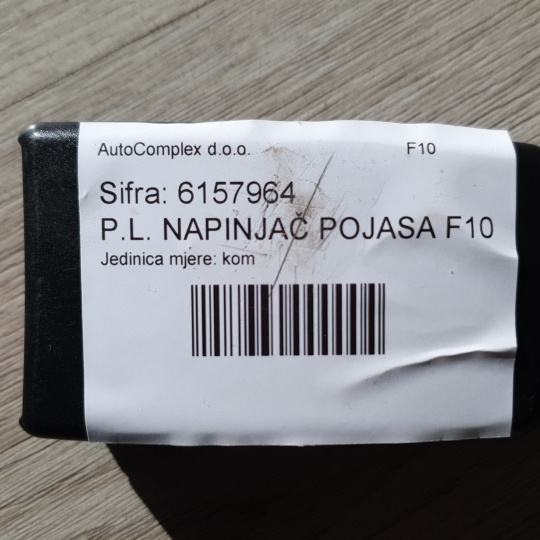 AutoComplex d.o.o. F10
Sifra: 6157964
P.L. NAPINJAČ POJASA F10
Jedinica mjere: kom